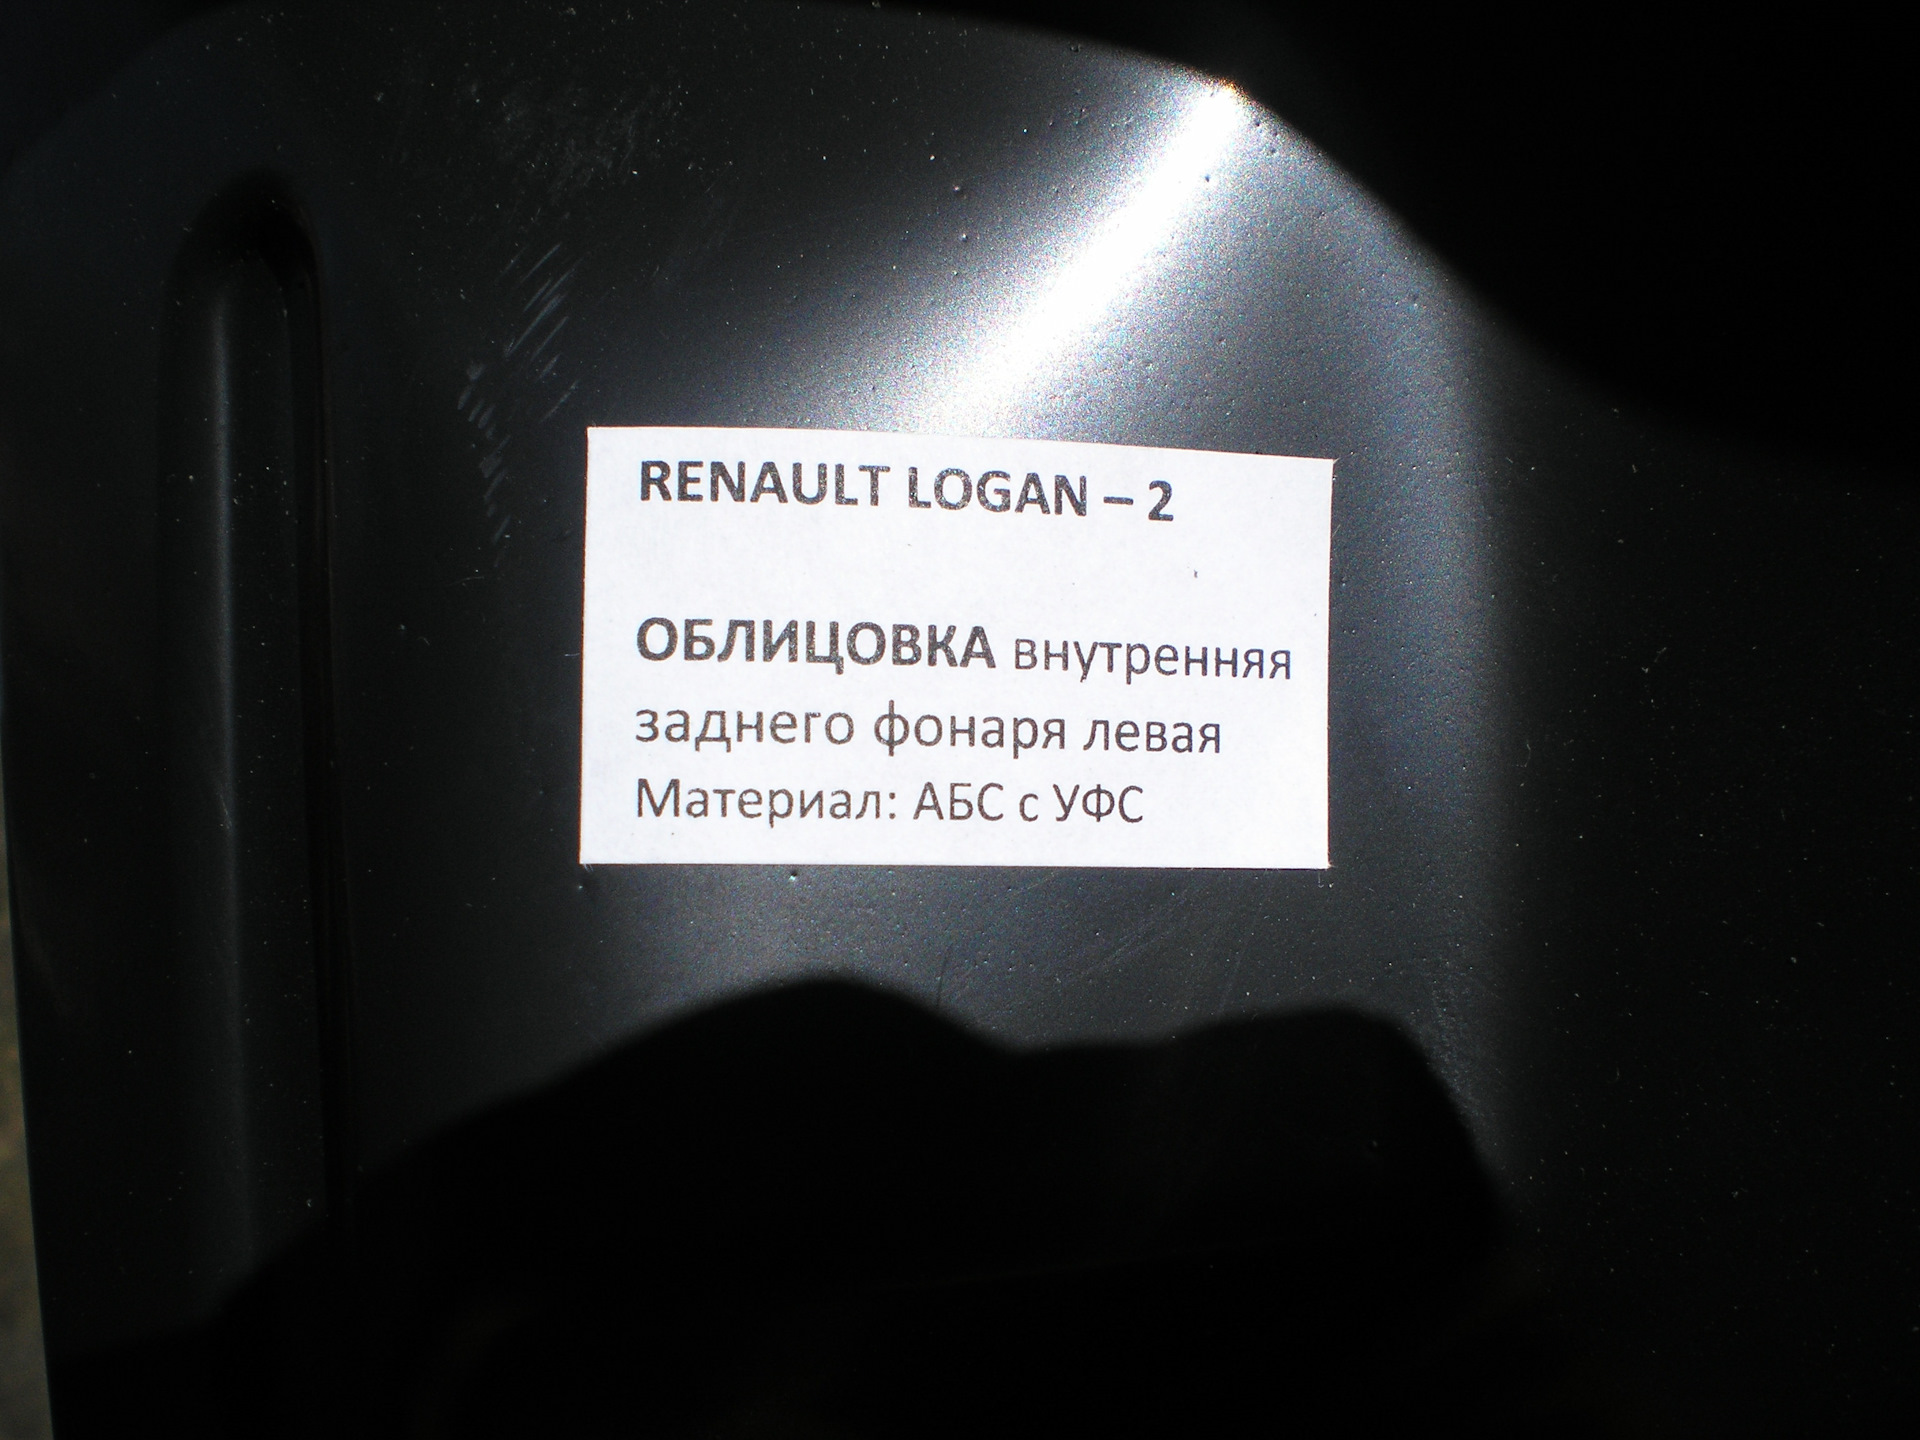 RENAULT LOGAN – 2
ОБЛИЦОВКА внутренняя
заднего фонаря левая
Материал: АБС с УФС